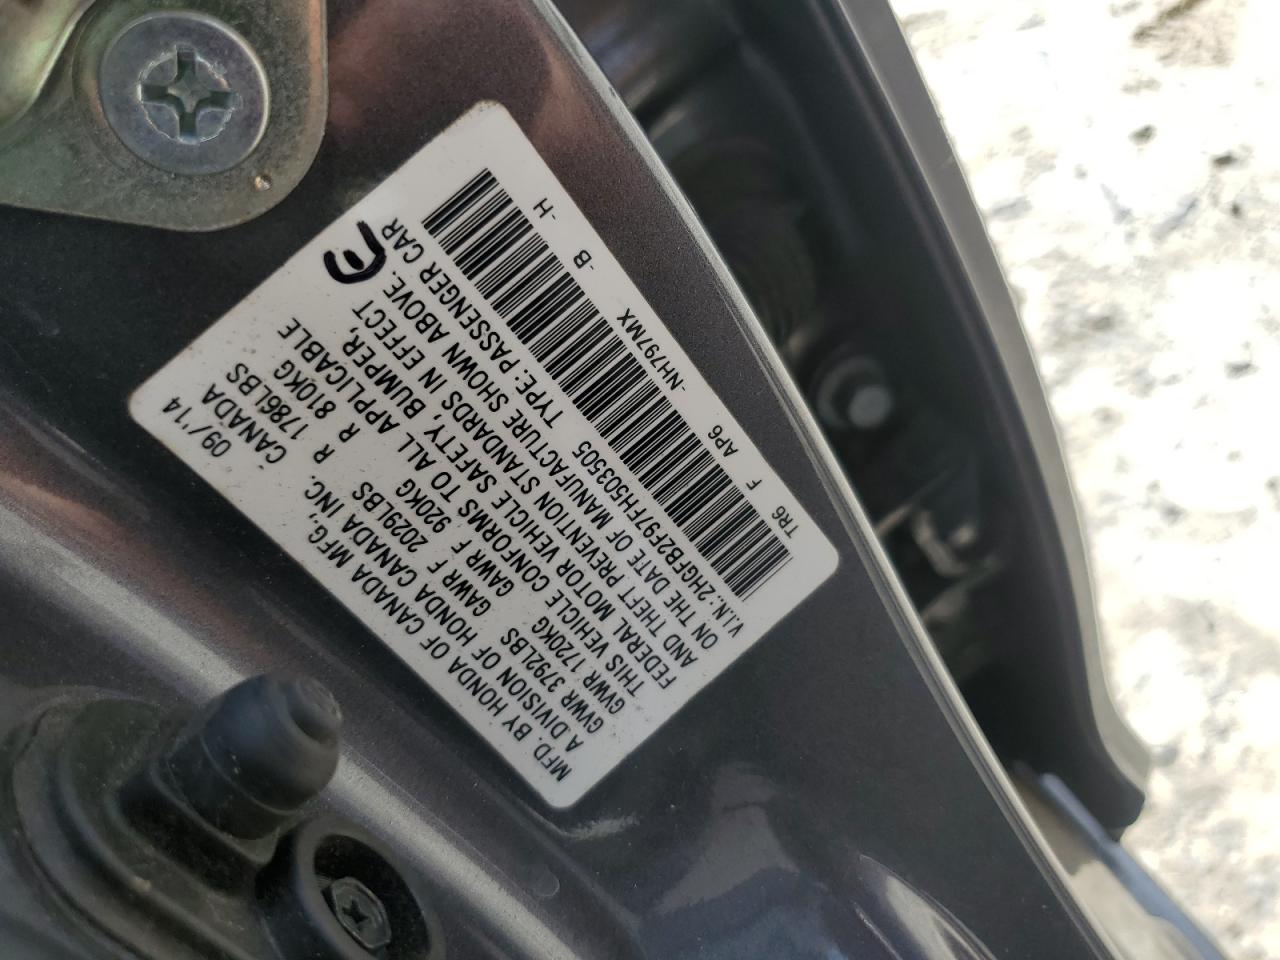 MFD. BY HONDA OF CANADA MFG., 09/'14
A DIVISION OF HONDA CANADA INC. CANADA
GVWR 3792LBS GAWR F 2029LBS R 1786LBS
GVWR 1720KG GAWR F 920KG R 810KG
THIS VEHICLE CONFORMS TO ALL APPLICABLE
FEDERAL MOTOR VEHICLE SAFETY, BUMPER,
AND THEFT PREVENTION STANDARDS IN EFFECT
ON THE DATE OF MANUFACTURE SHOWN ABOVE.
V.I.N.:2HGFB2F97FH503505 TYPE:PASSENGER CAR
TR6 F AP6 -NH797MX -B -H